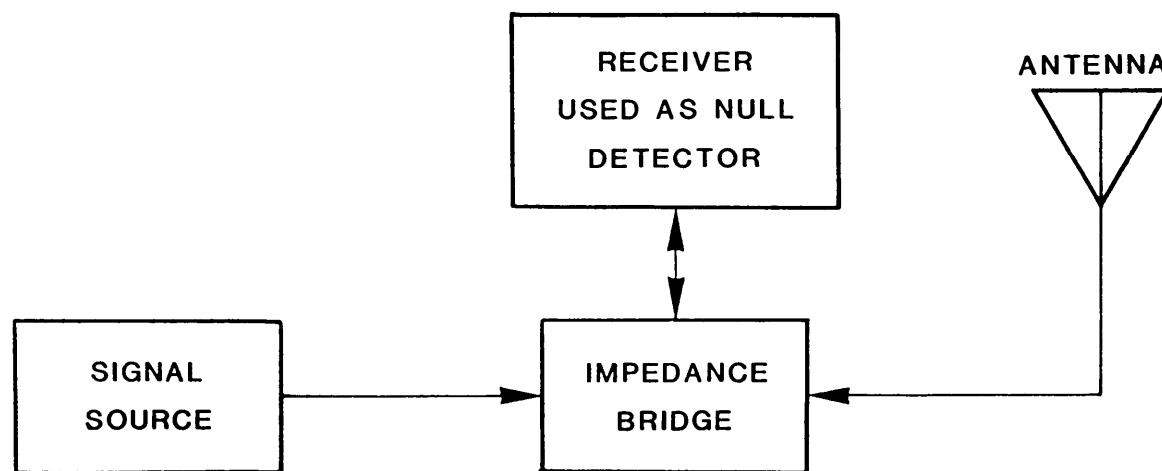 RECEIVER
USED AS NULL
DETECTOR
ANTENNA
SIGNAL
SOURCE
IMPEDANCE
BRIDGE